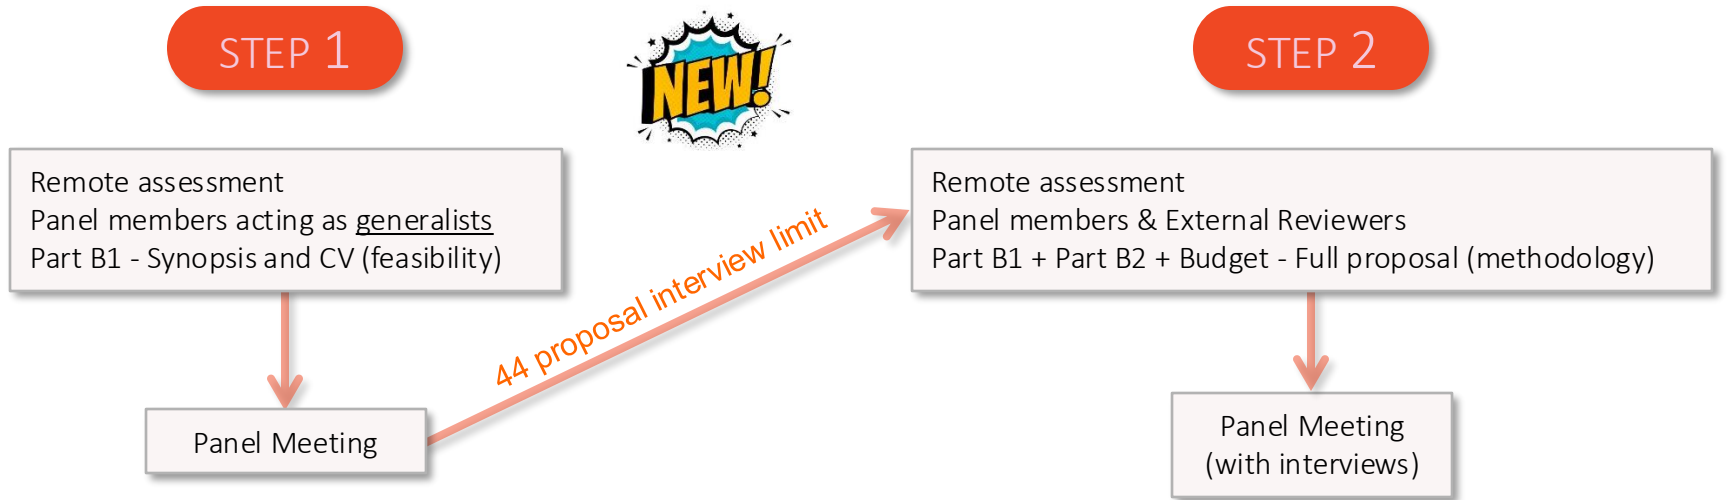 STEP 1
NEW!
STEP 2
Remote assessment
Panel members acting as generalists
Part B1 - Synopsis and CV (feasibility)
44 proposal interview limit
Remote assessment
Panel members & External Reviewers
Part B1 + Part B2 + Budget - Full proposal (methodology)
Panel Meeting
Panel Meeting
(with interviews)